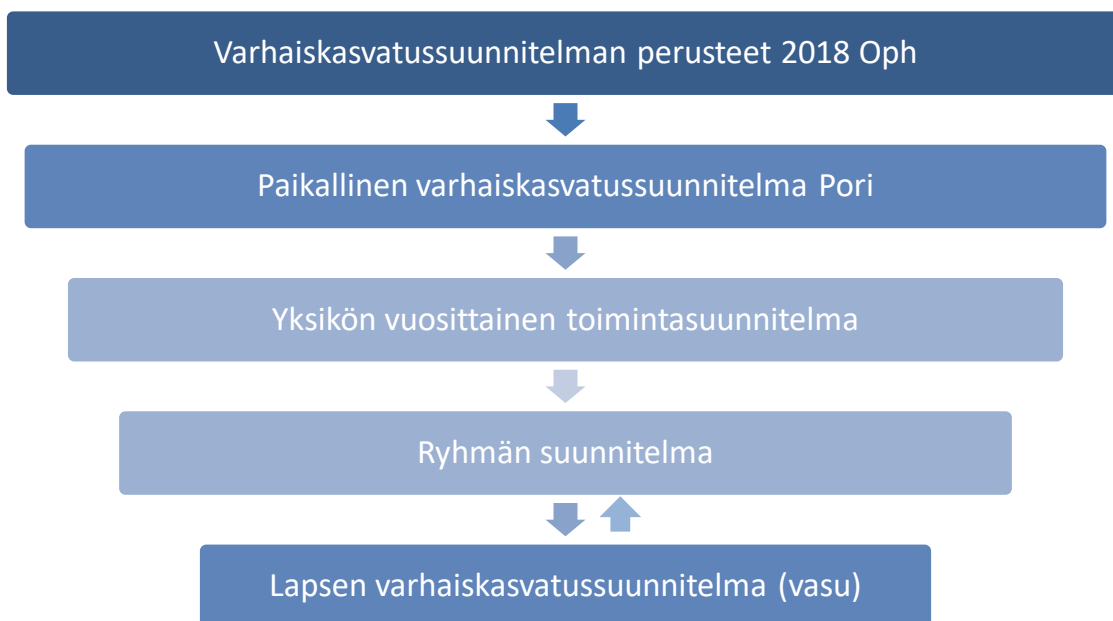 Varhaiskasvatussuunnitelman perusteet 2018 Oph
Paikallinen varhaiskasvatussuunnitelma Pori
Yksikön vuosittainen toimintasuunnitelma
Ryhmän suunnitelma
Lapsen varhaiskasvatussuunnitelma (vasu)